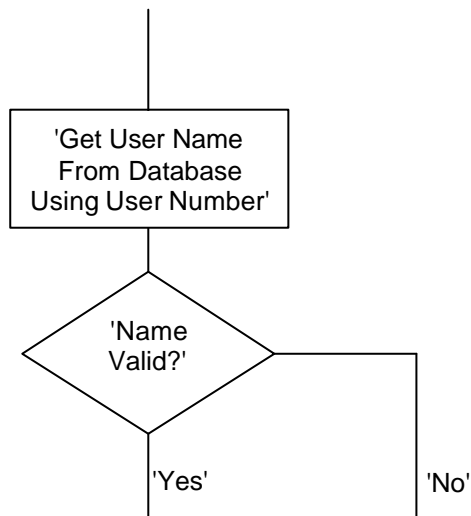 'Get User Name
From Database
Using User Number'
'Name
Valid?'
'Yes'
'No'